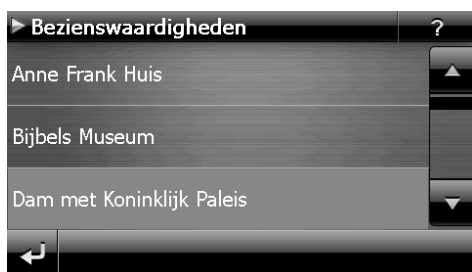 Bezienswaardigheden ?
Anne Frank Huis
Bijbels Museum
Dam met Koninklijk Paleis